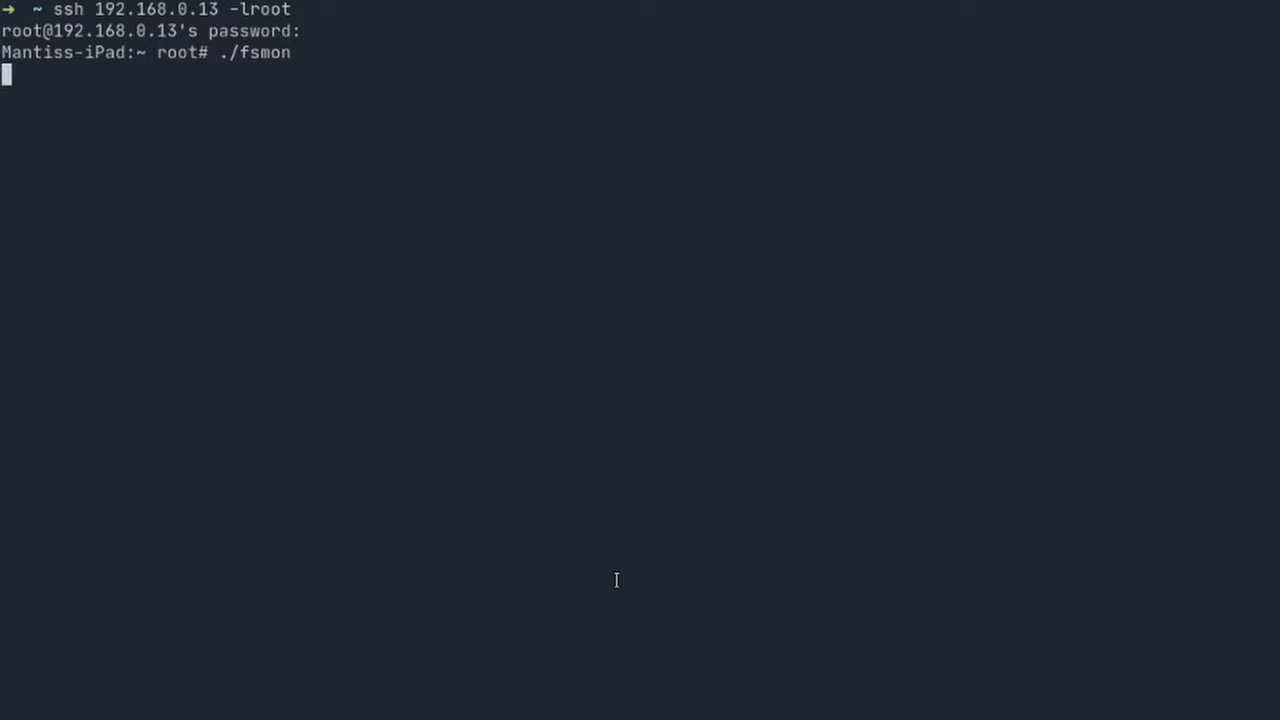 ➜  ~ ssh 192.168.0.13 -lroot
root@192.168.0.13's password:
Mantiss-iPad:~ root# ./fsmon